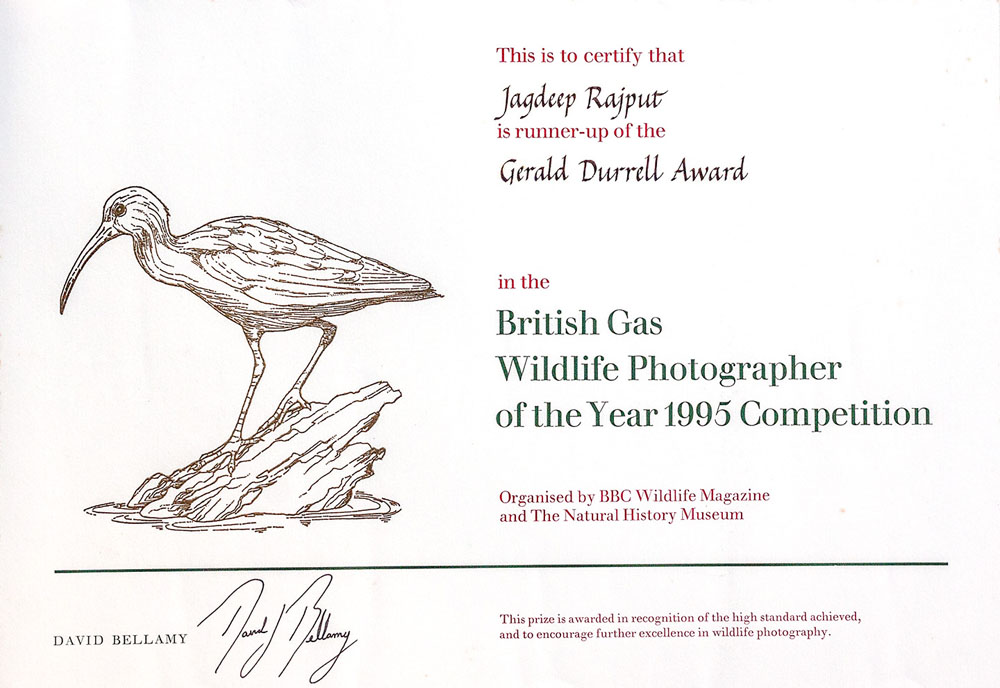 This is to certify that
Jagdeep Rajput
is runner-up of the
Gerald Durrell Award
in the
British Gas
Wildlife Photographer
of the Year 1995 Competition
Organised by BBC Wildlife Magazine
and The Natural History Museum
DAVID BELLAMY
David J Bellamy
This prize is awarded in recognition of the high standard achieved,
and to encourage further excellence in wildlife photography.